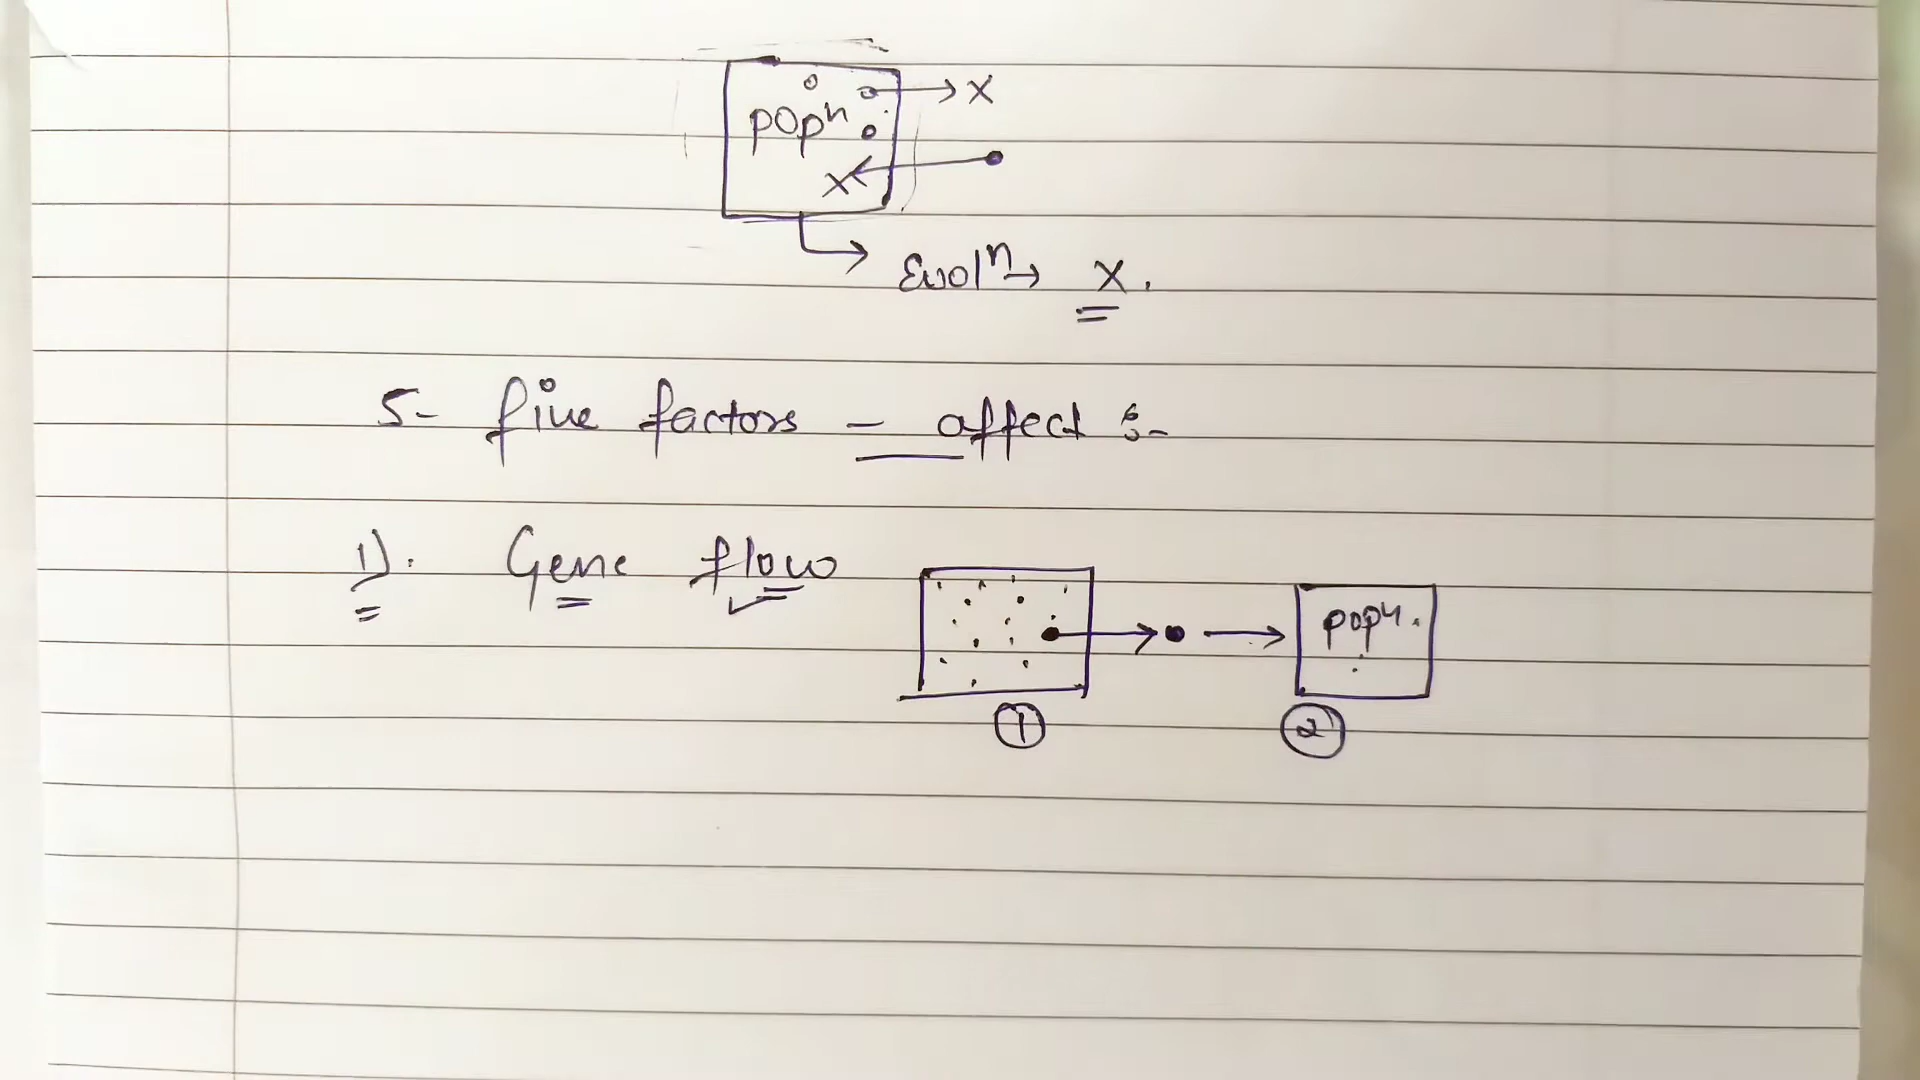 popⁿ → X
X
Evolⁿ → X.
5- five factors - affect :-
1). Gene flow
popⁿ.
1 2